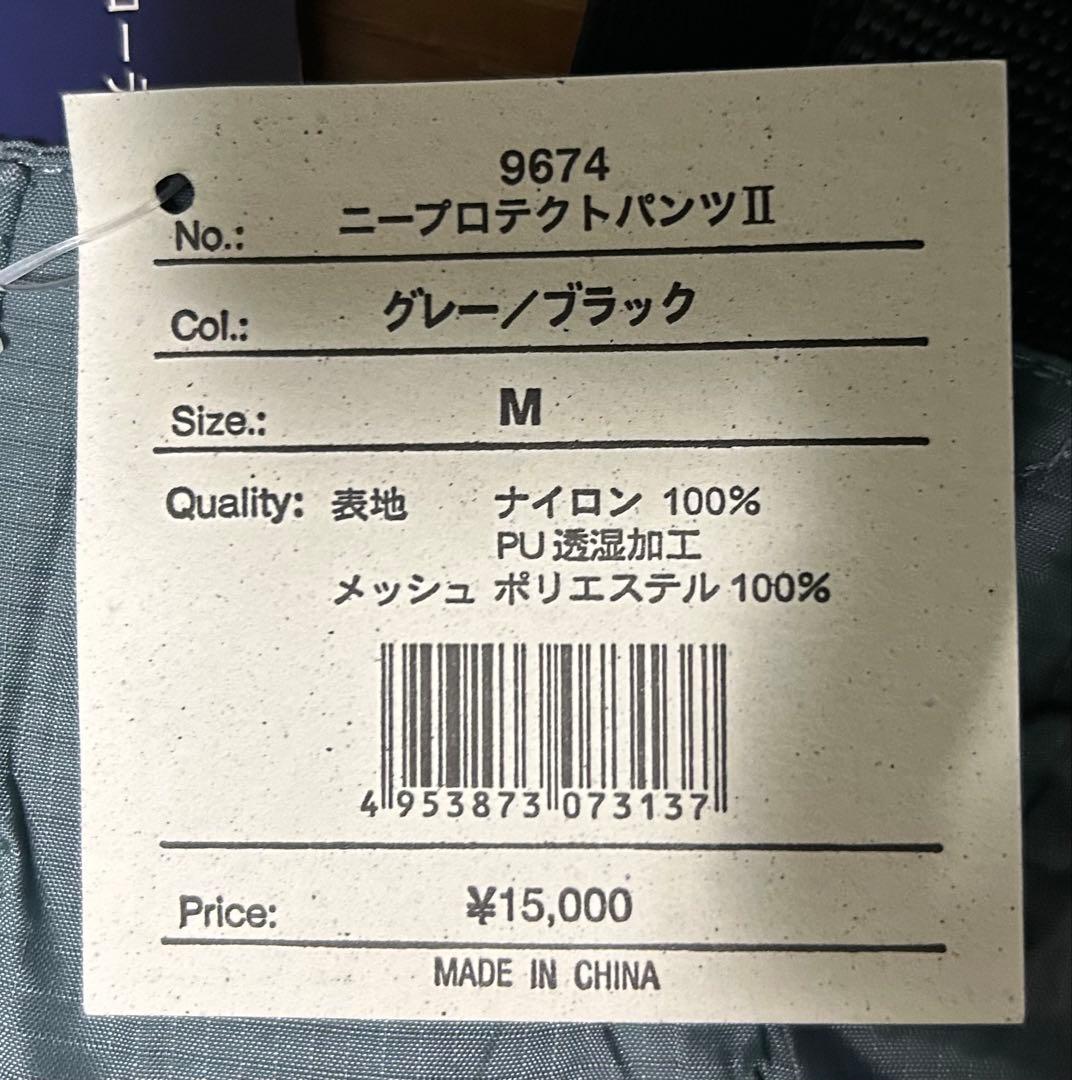 9674
No.: ニープロテクトパンツⅡ
Col.: グレー／ブラック
Size.: M
Quality: 表地 ナイロン 100%
PU透湿加工
メッシュ ポリエステル 100%
4 953873 073137
Price: ¥15,000
MADE IN CHINA